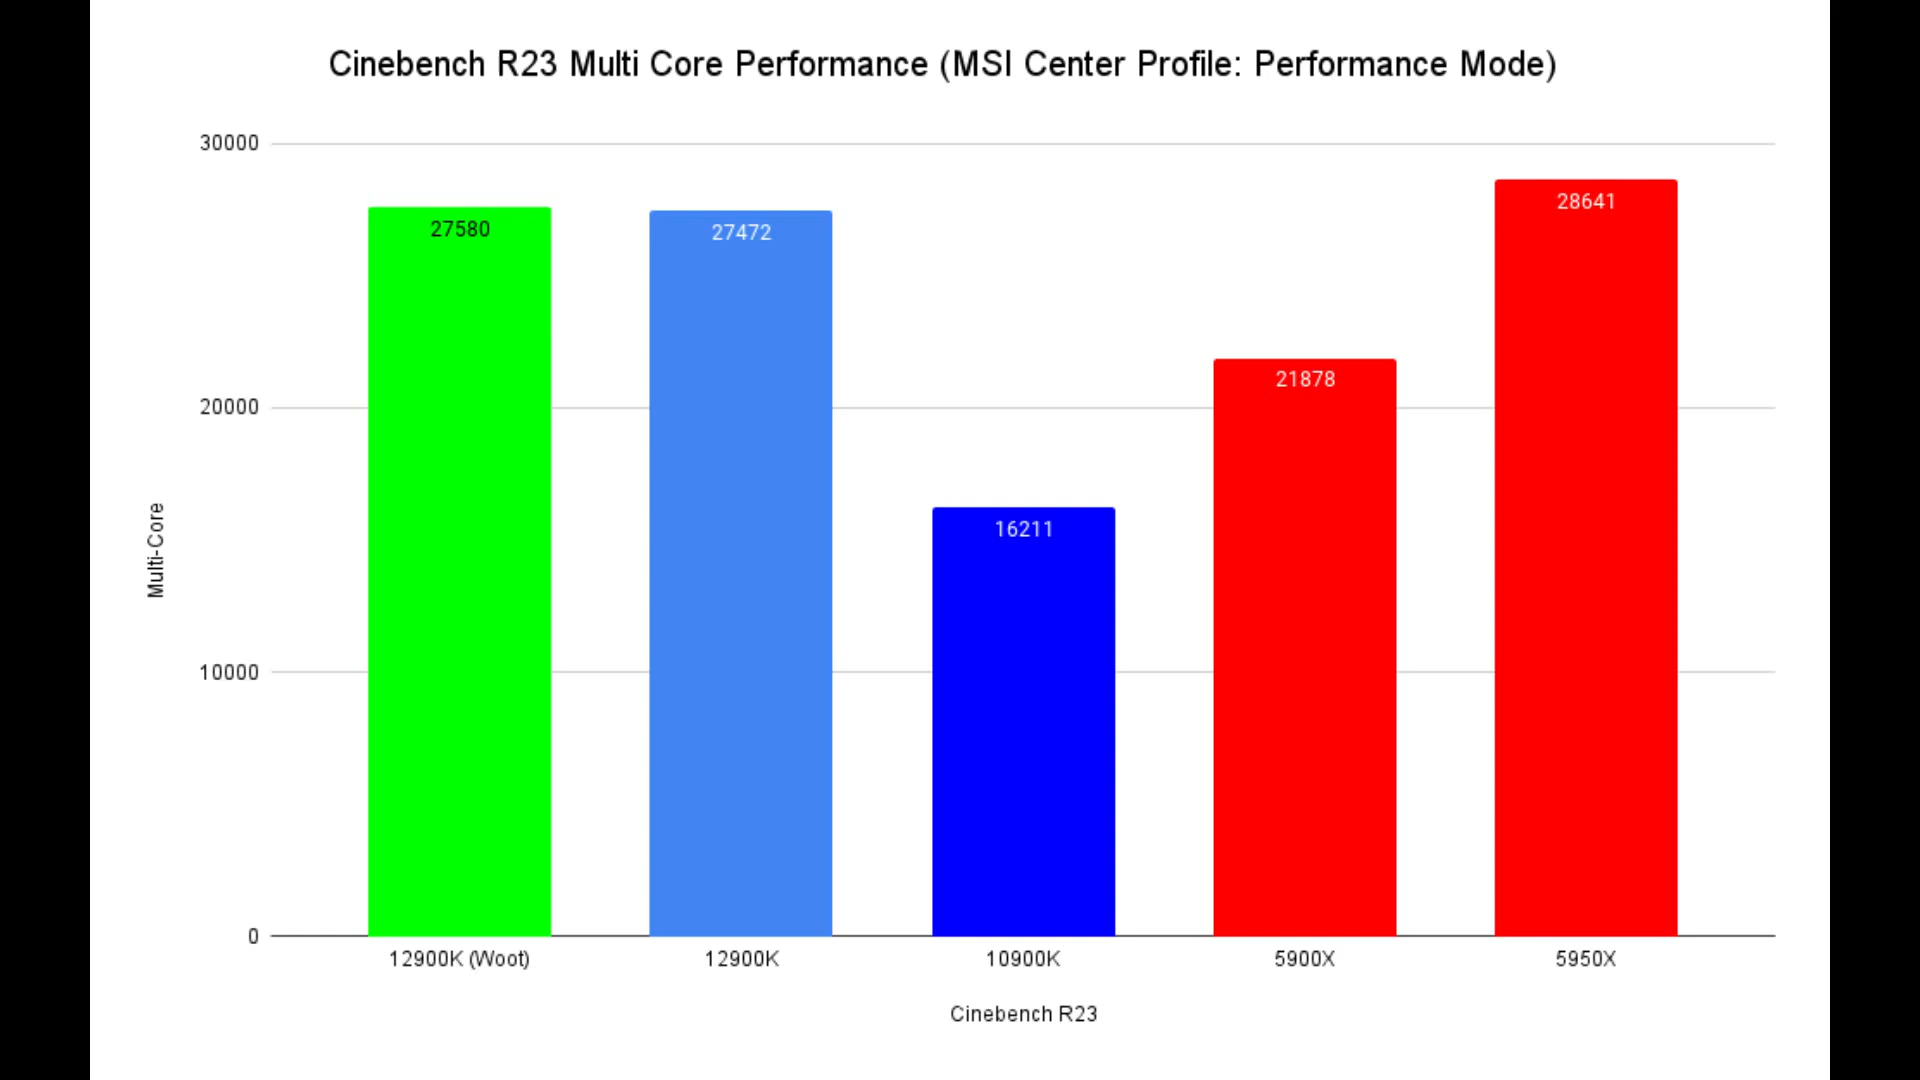 Cinebench R23 Multi Core Performance (MSI Center Profile: Performance Mode)
30000
20000
10000
0
Multi-Core
27580
27472
16211
21878
28641
12900K (Woot)
12900K
10900K
5900X
5950X
Cinebench R23